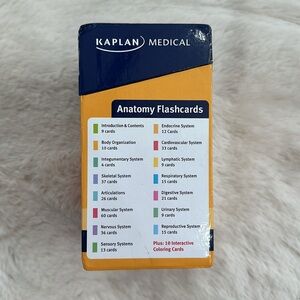 KAPLAN MEDICAL
Anatomy Flashcards
Introduction & Contents
9 cards
Body Organization
10 cards
Integumentary System
4 cards
Skeletal System
37 cards
Articulations
26 cards
Muscular System
60 cards
Nervous System
36 cards
Sensory Systems
13 cards
Endocrine System
12 Cards
Cardiovascular System
33 cards
Lymphatic System
9 cards
Respiratory System
15 cards
Digestive System
21 cards
Urinary System
9 cards
Reproductive System
15 cards
Plus: 10 Interactive
Coloring Cards